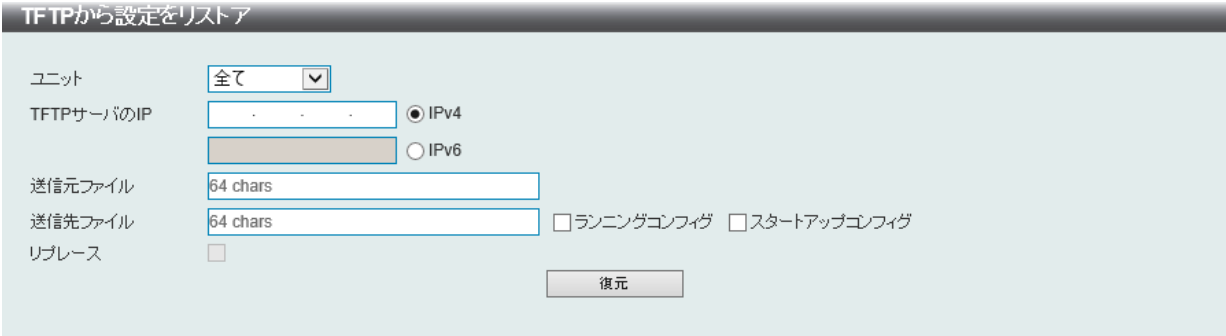 TFTPから設定をリストア
ユニット 全て
TFTPサーバのIP . . . IPv4
IPv6
送信元ファイル 64 chars
送信先ファイル 64 chars ランニングコンフィグ スタートアップコンフィグ
リプレース
復元